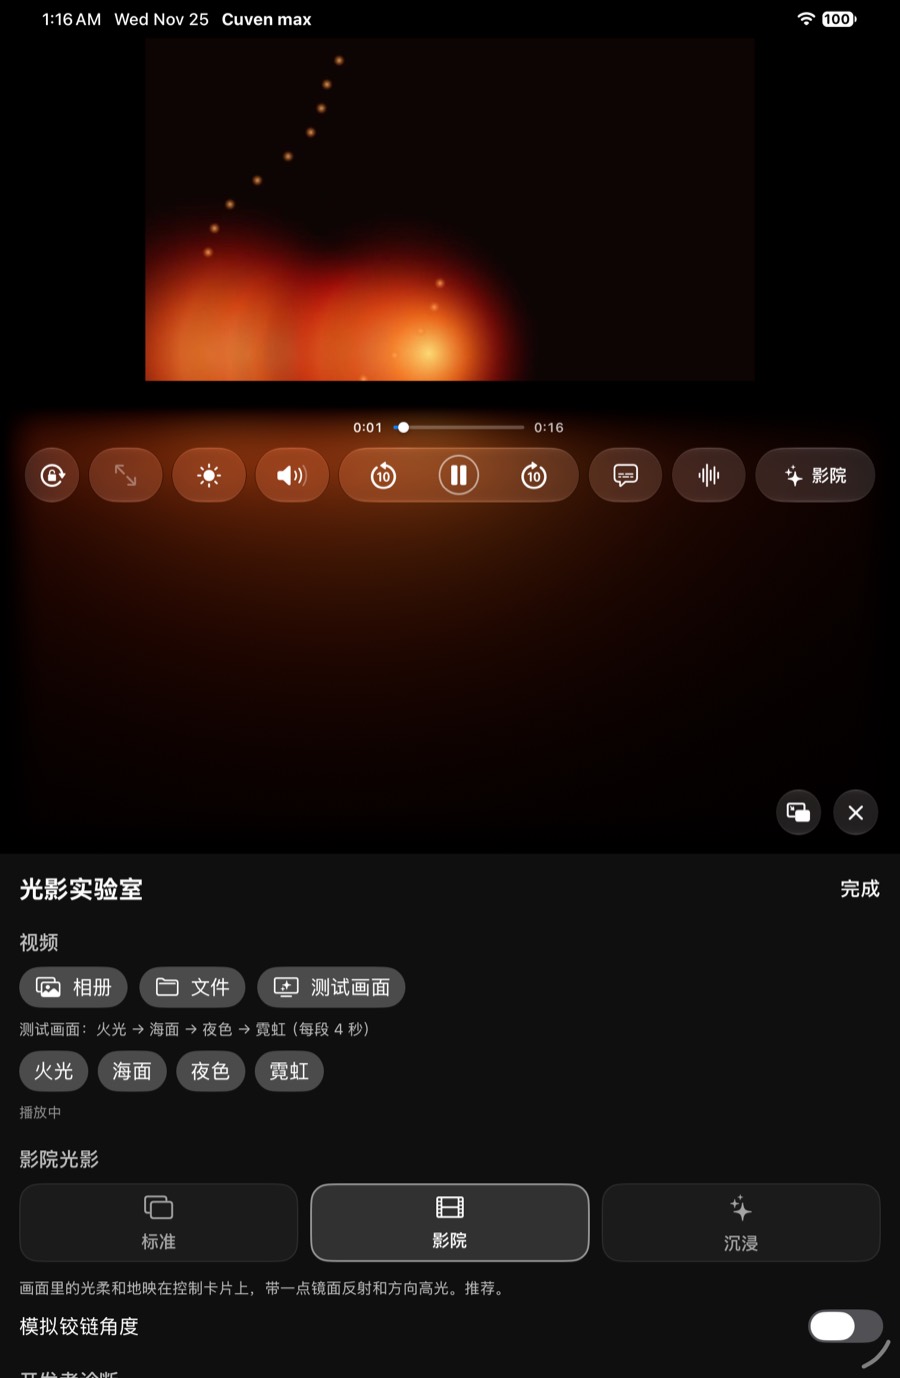 1:16 AM Wed Nov 25 Cuven max 100
0:01 0:16
10 10 影院
光影实验室 完成
视频
相册 文件 测试画面
测试画面：火光 → 海面 → 夜色 → 霓虹（每段 4 秒）
火光 海面 夜色 霓虹
播放中
影院光影
标准 影院 沉浸
画面里的光柔和地映在控制卡片上，带一点镜面反射和方向高光。推荐。
模拟铰链角度
开发者诊断